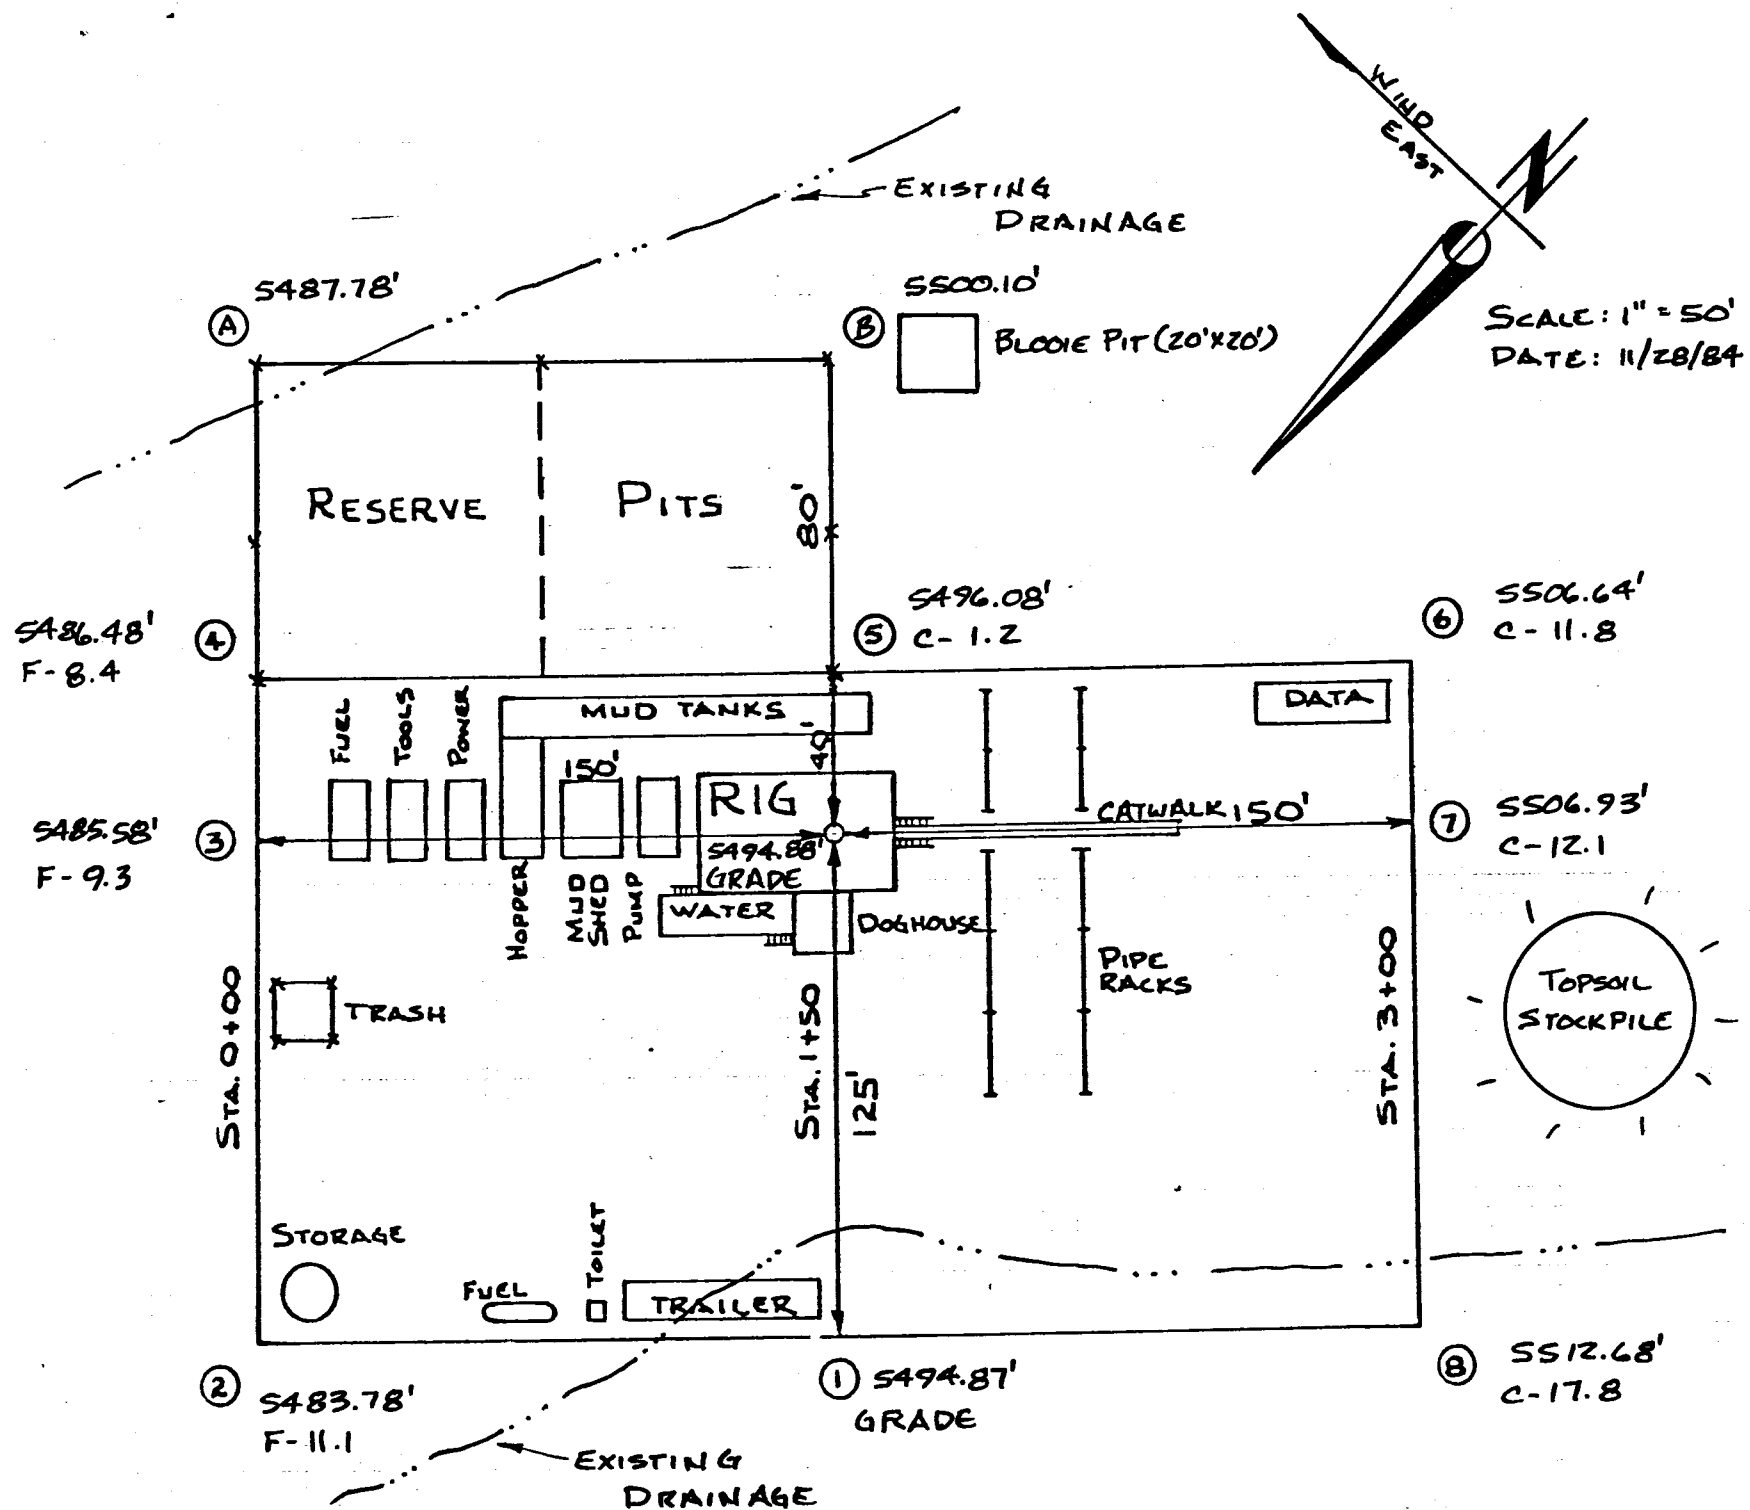 WIND
EAST
N
EXISTING
DRAINAGE
5487.78'
A
5500.10'
B
BLOOIE PIT (20'X20')
SCALE: 1" = 50'
DATE: 11/28/84
RESERVE
PITS
80'
5486.48'
F-8.4
4
5496.08'
C-1.2
5
5506.64'
C-11.8
6
FUEL
TOOLS
POWER
MUD TANKS
DATA
40'
150'
RIG
CATWALK 150'
5485.58'
F-9.3
3
5494.88'
GRADE
5506.93'
C-12.1
7
HOPPER
MUD
SHED
PUMP
WATER
DOGHOUSE
PIPE
RACKS
TOPSOIL
STOCKPILE
TRASH
STA. 0+00
STA. 1+50
125'
STA. 3+00
STORAGE
FUEL
TOILET
TRAILER
2
5483.78'
F-11.1
1
5494.87'
GRADE
8
5512.68'
C-17.8
EXISTING
DRAINAGE